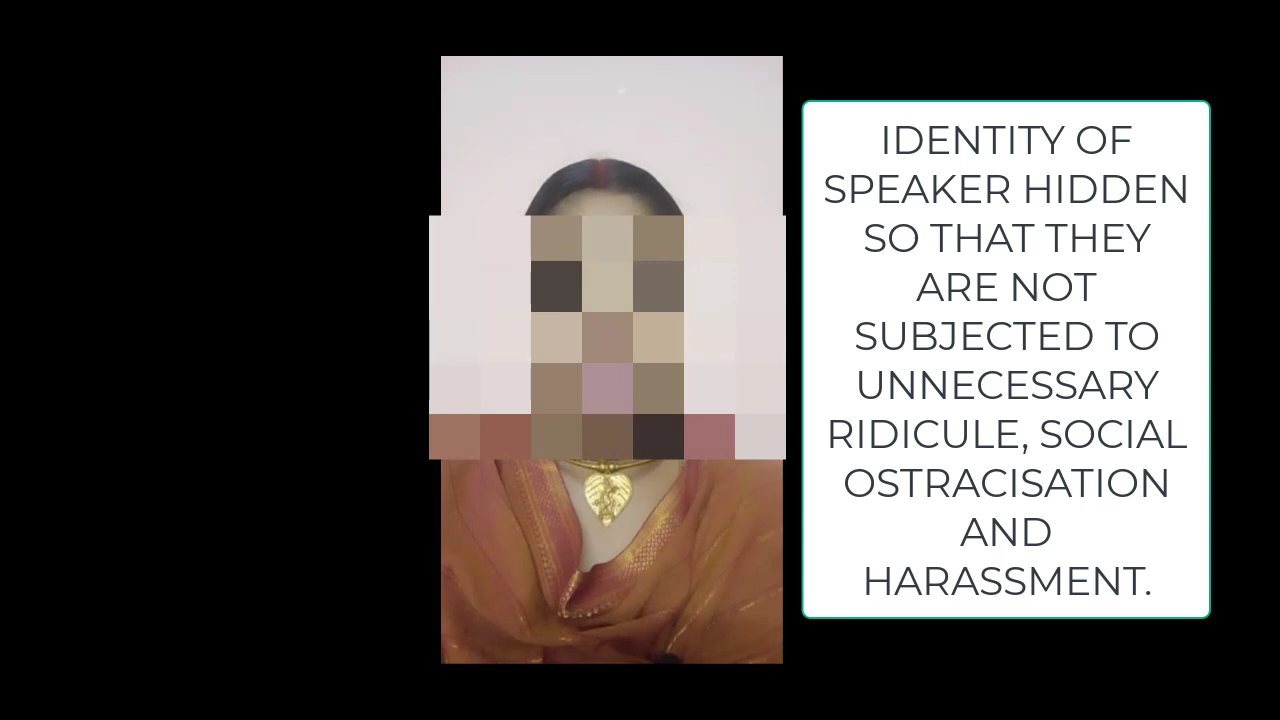 IDENTITY OF
SPEAKER HIDDEN
SO THAT THEY
ARE NOT
SUBJECTED TO
UNNECESSARY
RIDICULE, SOCIAL
OSTRACISATION
AND
HARASSMENT.